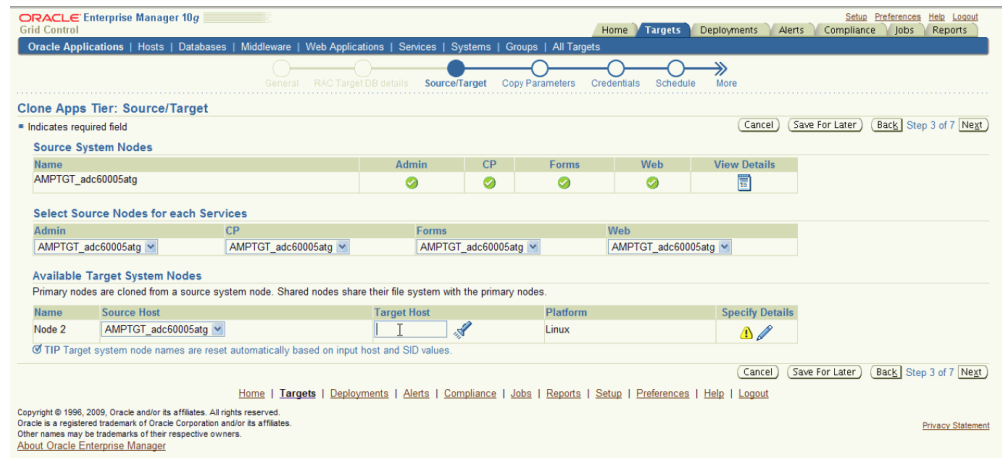 ORACLE Enterprise Manager 10g
Grid Control
Setup Preferences Help Logout
Home Targets Deployments Alerts Compliance Jobs Reports
Oracle Applications | Hosts | Databases | Middleware | Web Applications | Services | Systems | Groups | All Targets
General RAC Target DB details Source/Target Copy Parameters Credentials Schedule More
Clone Apps Tier: Source/Target
Indicates required field
Cancel Save For Later Back Step 3 of 7 Next
Source System Nodes
Name Admin CP Forms Web View Details
AMPTGT_adc60005atg
Select Source Nodes for each Services
Admin CP Forms Web
AMPTGT_adc60005atg AMPTGT_adc60005atg AMPTGT_adc60005atg AMPTGT_adc60005atg
Available Target System Nodes
Primary nodes are cloned from a source system node. Shared nodes share their file system with the primary nodes.
Name Source Host Target Host Platform Specify Details
Node 2 AMPTGT_adc60005atg Linux
TIP Target system node names are reset automatically based on input host and SID values.
Cancel Save For Later Back Step 3 of 7 Next
Home | Targets | Deployments | Alerts | Compliance | Jobs | Reports | Setup | Preferences | Help | Logout
Copyright © 1996, 2009, Oracle and/or its affiliates. All rights reserved.
Oracle is a registered trademark of Oracle Corporation and/or its affiliates.
Other names may be trademarks of their respective owners.
About Oracle Enterprise Manager
Privacy Statement